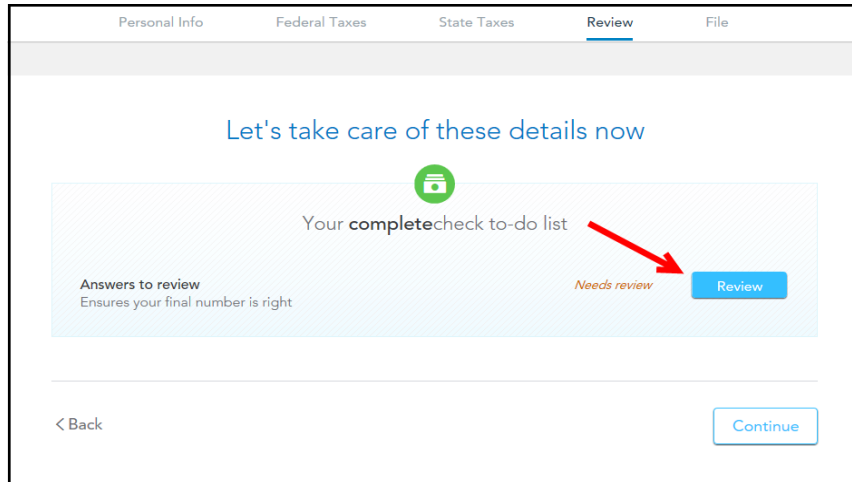 Personal Info Federal Taxes State Taxes Review File
Let's take care of these details now
Your completecheck to-do list
Answers to review Needs review Review
Ensures your final number is right
< Back Continue